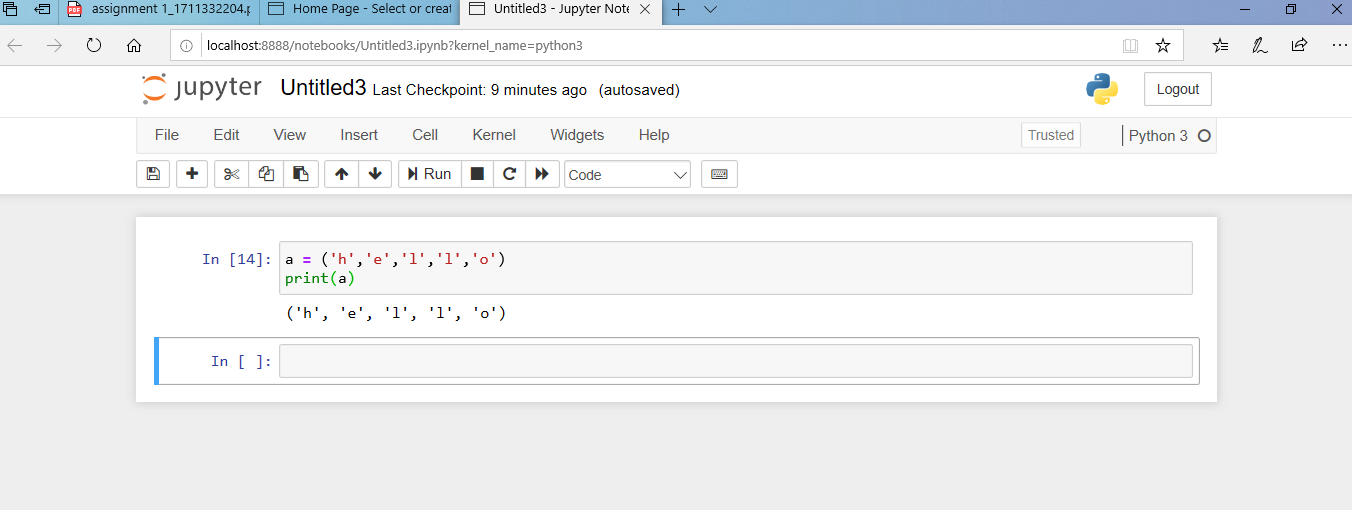 assignment 1_1711332204.p
Home Page - Select or creat
Untitled3 - Jupyter Note
localhost:8888/notebooks/Untitled3.ipynb?kernel_name=python3
jupyter Untitled3 Last Checkpoint: 9 minutes ago (autosaved)
Logout
File Edit View Insert Cell Kernel Widgets Help
Trusted
Python 3
Run
Code
In [14]: a = ('h','e','l','l','o')
print(a)
('h', 'e', 'l', 'l', 'o')
In [ ]: